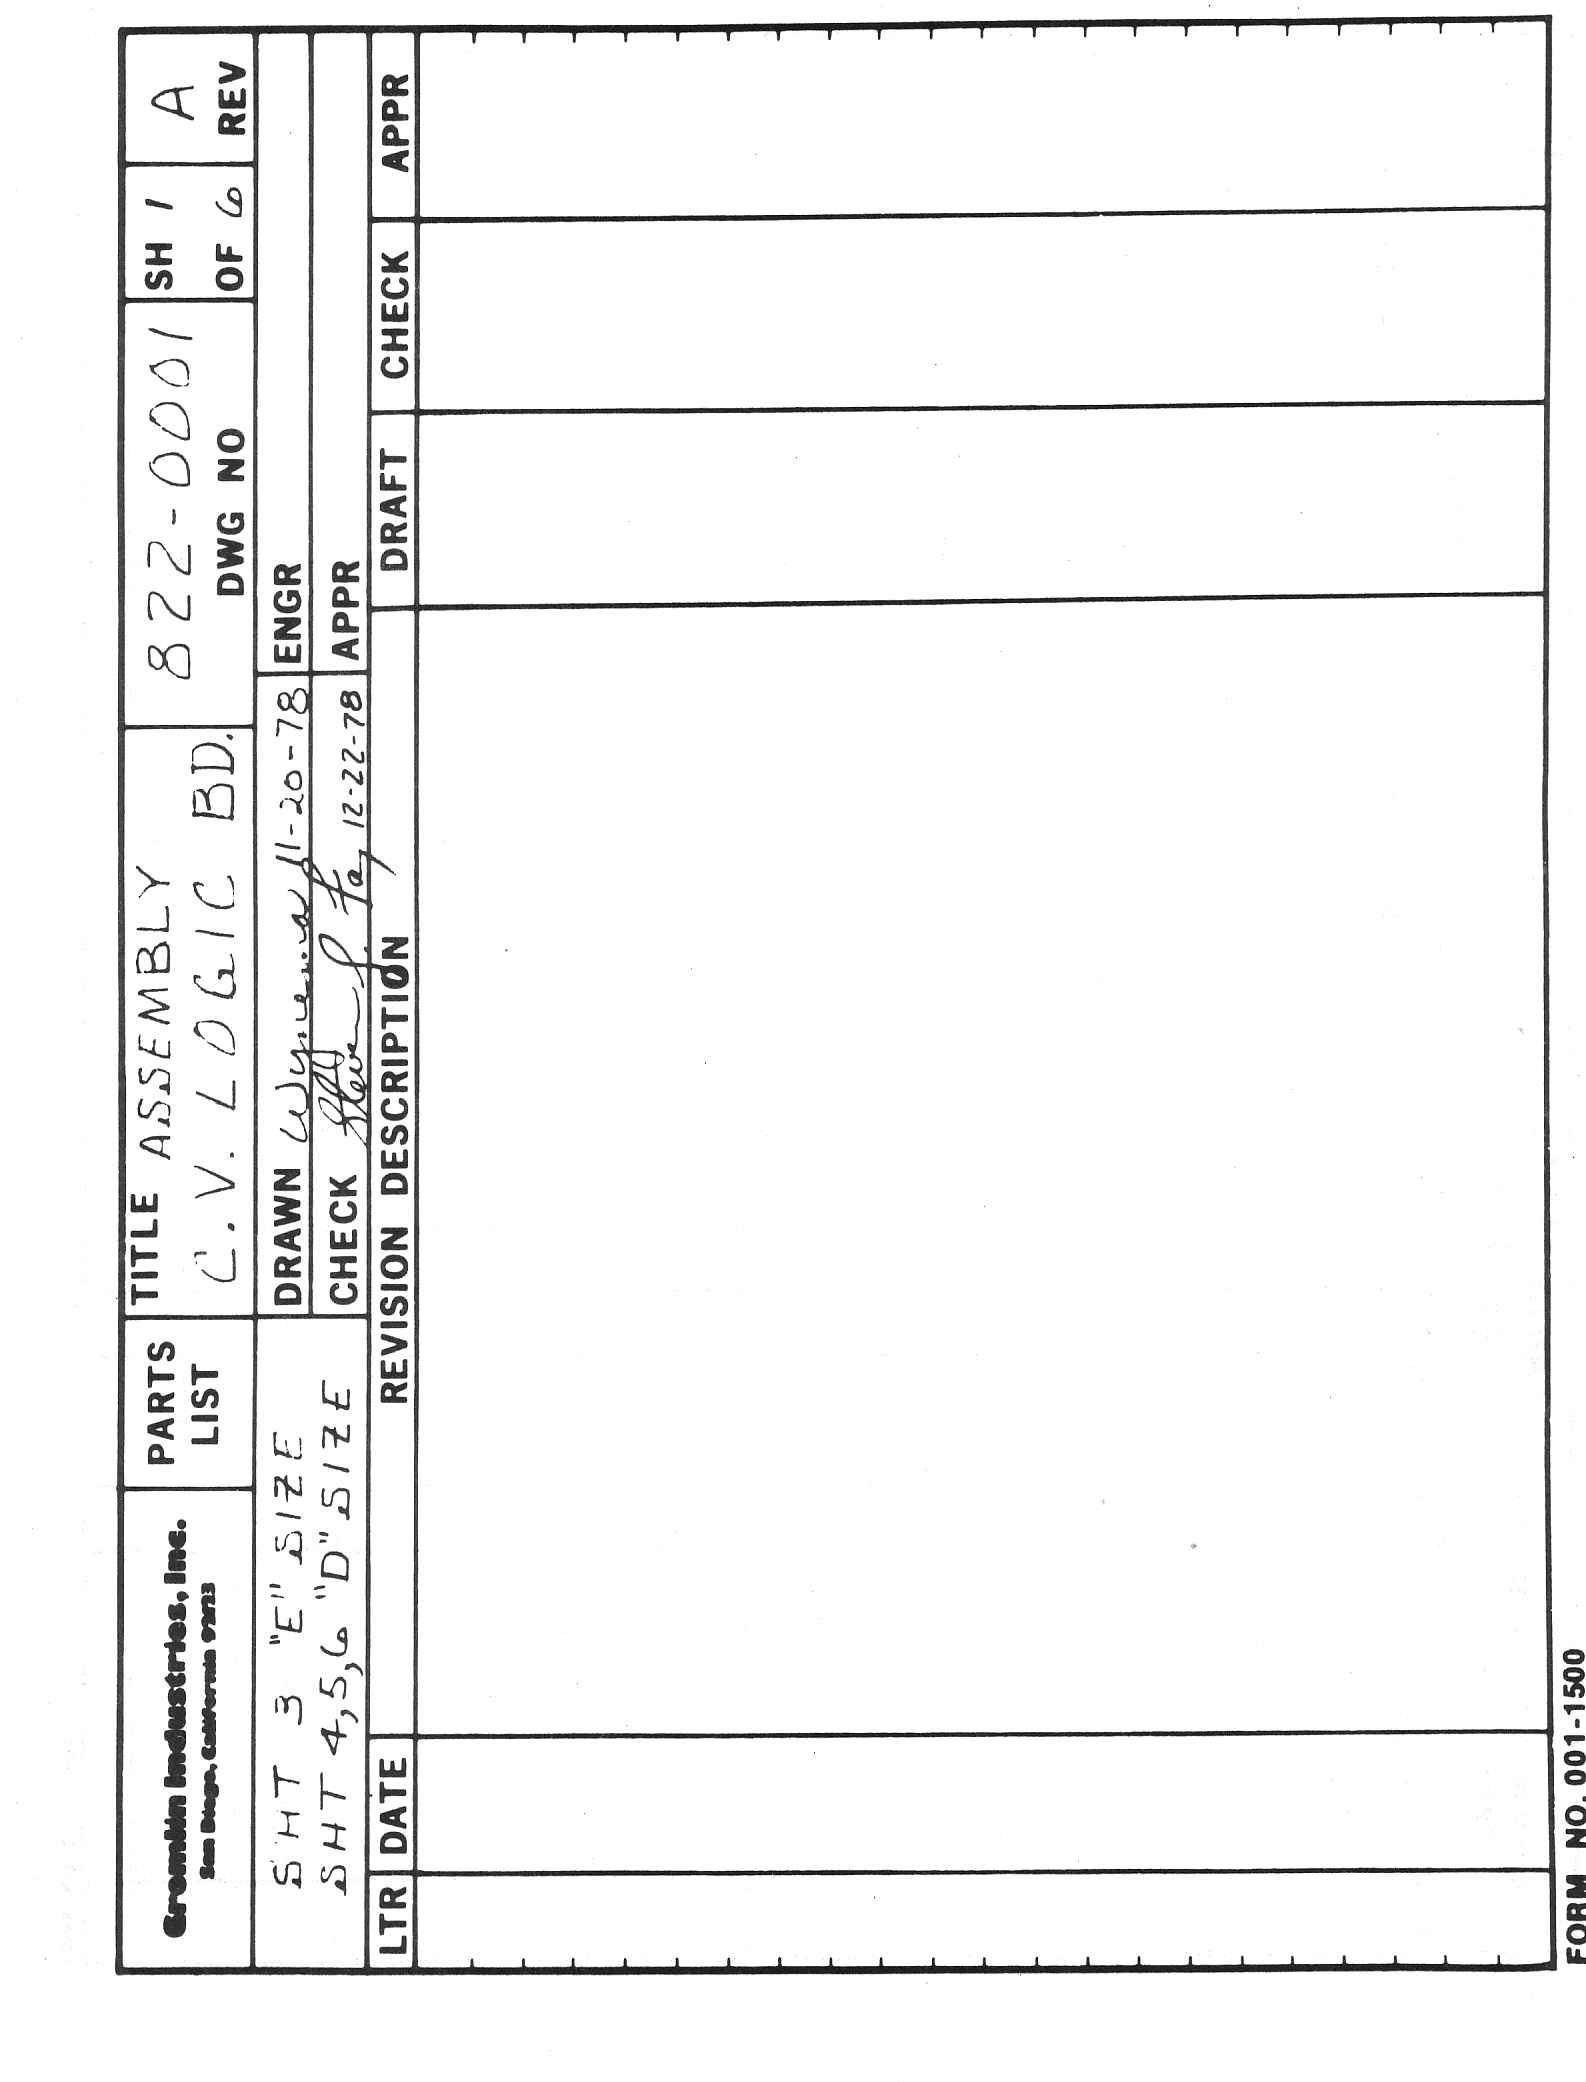 Gremlin Industries, Inc.
San Diego, California 92123
PARTS
LIST
TITLE ASSEMBLY
C.V. LOGIC BD.
822-0001
DWG NO
SH 1
OF 6
A
REV
SHT 3 "E" SIZE
SHT 4,5,6 "D" SIZE
DRAWN 11-20-78
ENGR
CHECK Steven J. Fay 12-22-78
APPR
LTR
DATE
REVISION DESCRIPTION
DRAFT
CHECK
APPR
FORM NO. 001-1500